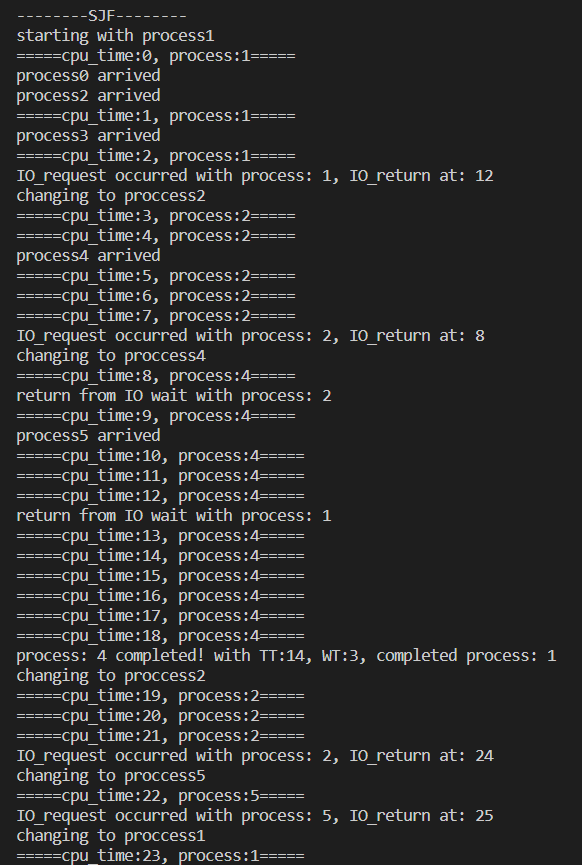 --------SJF--------
starting with process1
=====cpu_time:0, process:1=====
process0 arrived
process2 arrived
=====cpu_time:1, process:1=====
process3 arrived
=====cpu_time:2, process:1=====
IO_request occurred with process: 1, IO_return at: 12
changing to proccess2
=====cpu_time:3, process:2=====
=====cpu_time:4, process:2=====
process4 arrived
=====cpu_time:5, process:2=====
=====cpu_time:6, process:2=====
=====cpu_time:7, process:2=====
IO_request occurred with process: 2, IO_return at: 8
changing to proccess4
=====cpu_time:8, process:4=====
return from IO wait with process: 2
=====cpu_time:9, process:4=====
process5 arrived
=====cpu_time:10, process:4=====
=====cpu_time:11, process:4=====
=====cpu_time:12, process:4=====
return from IO wait with process: 1
=====cpu_time:13, process:4=====
=====cpu_time:14, process:4=====
=====cpu_time:15, process:4=====
=====cpu_time:16, process:4=====
=====cpu_time:17, process:4=====
=====cpu_time:18, process:4=====
process: 4 completed! with TT:14, WT:3, completed process: 1
changing to proccess2
=====cpu_time:19, process:2=====
=====cpu_time:20, process:2=====
=====cpu_time:21, process:2=====
IO_request occurred with process: 2, IO_return at: 24
changing to proccess5
=====cpu_time:22, process:5=====
IO_request occurred with process: 5, IO_return at: 25
changing to proccess1
=====cpu_time:23, process:1=====